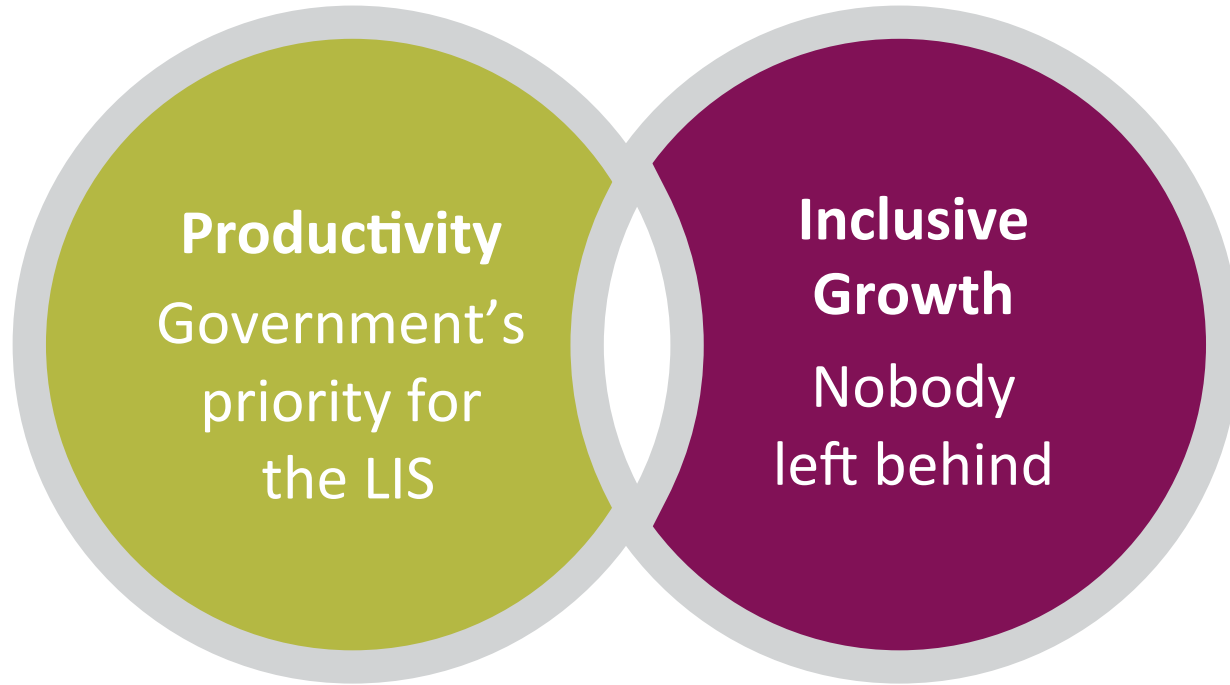 Productivity
Government’s
priority for
the LIS
Inclusive
Growth
Nobody
left behind